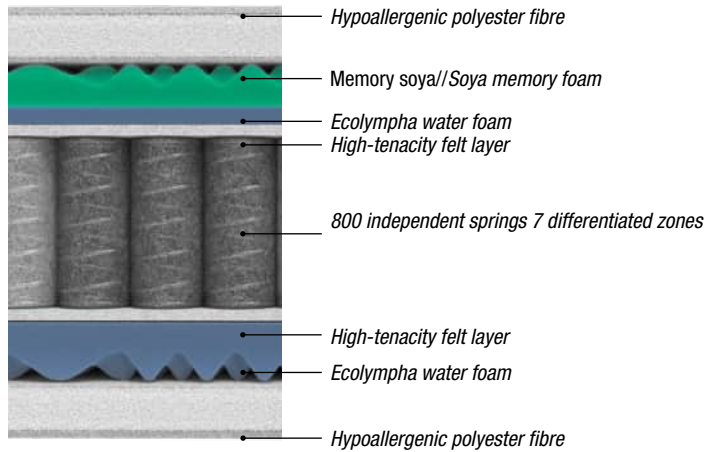 Hypoallergenic polyester fibre
Memory soya//Soya memory foam
Ecolympha water foam
High-tenacity felt layer
800 independent springs 7 differentiated zones
High-tenacity felt layer
Ecolympha water foam
Hypoallergenic polyester fibre